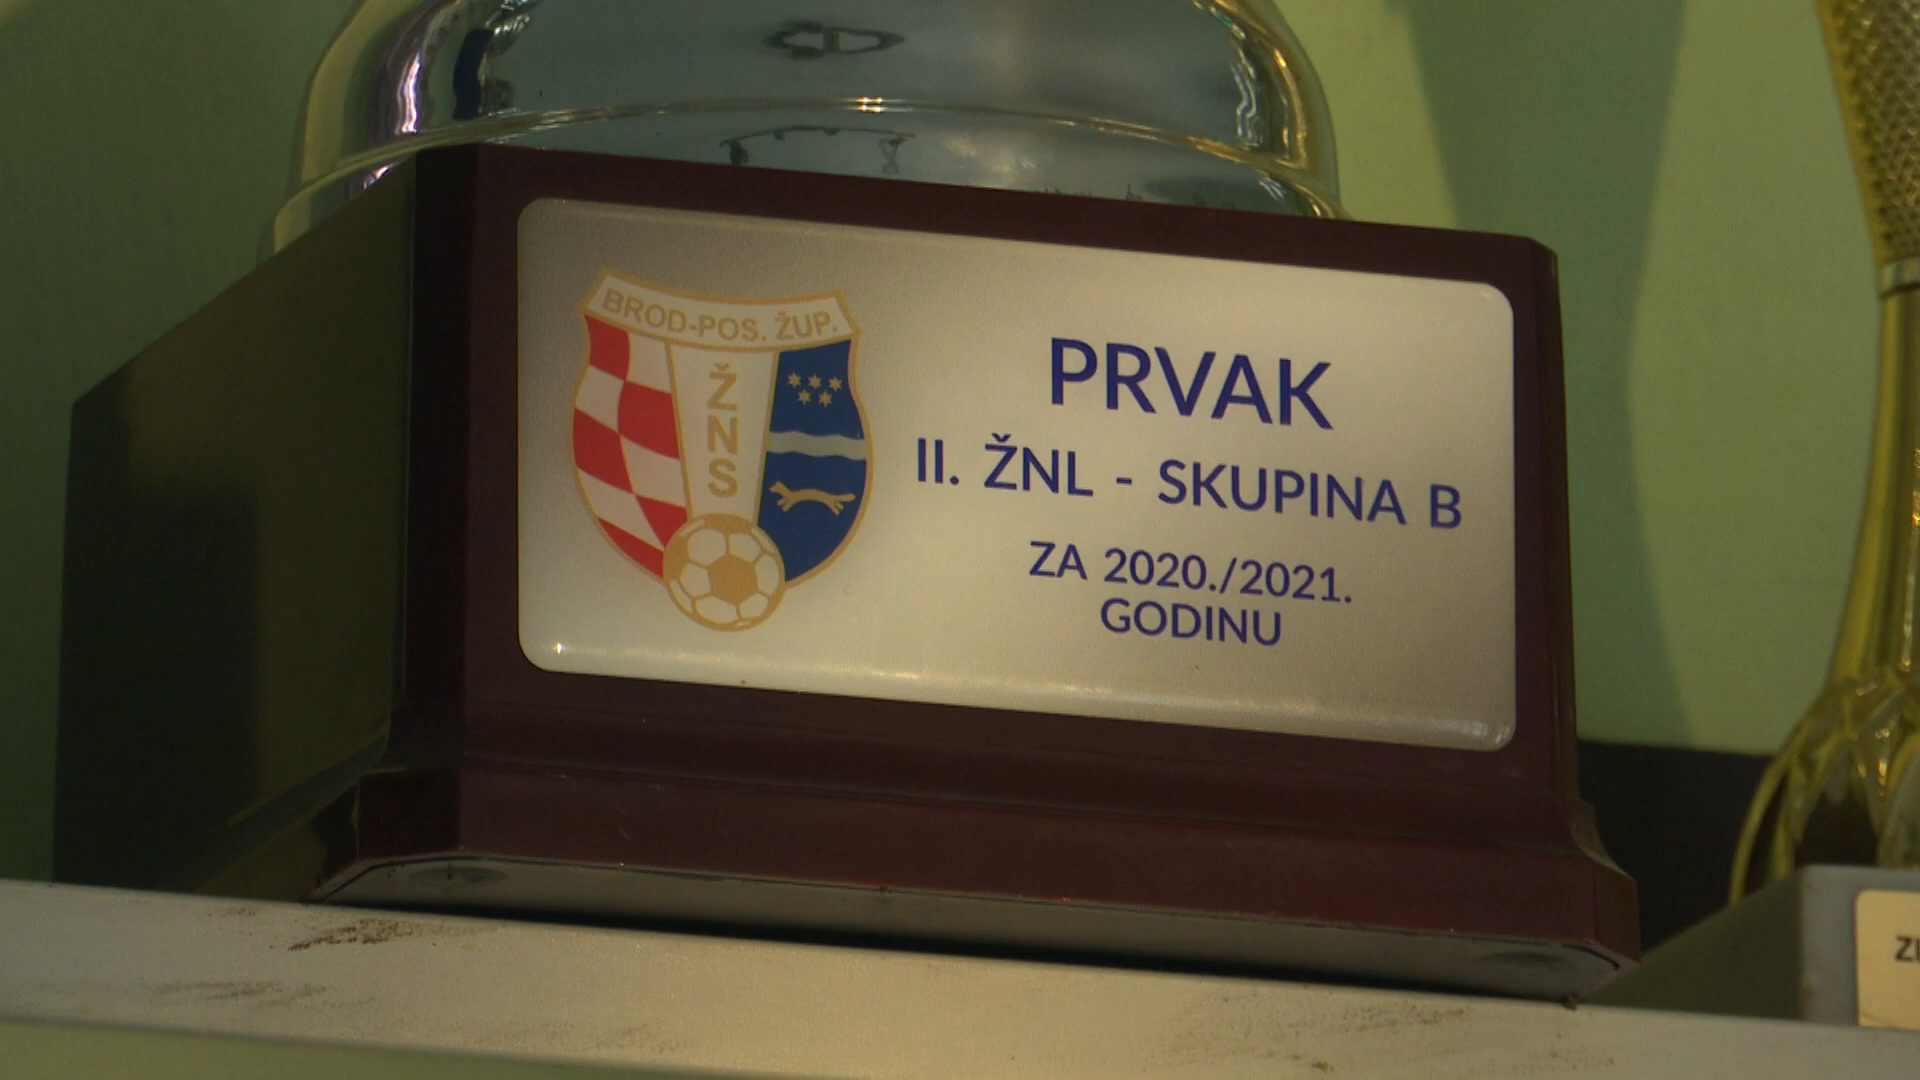 BROD-POS. ŽUP.
ŽNS
PRVAK
II. ŽNL - SKUPINA B
ZA 2020./2021.
GODINU